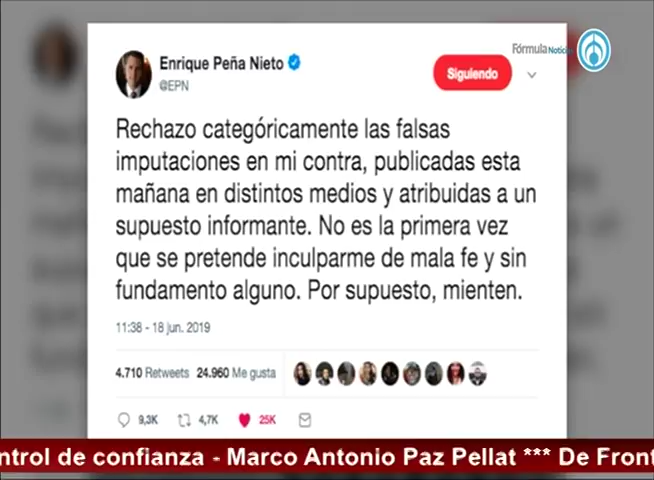 Fórmula Noticias
Enrique Peña Nieto
@EPN
Siguiendo
Rechazo categóricamente las falsas
imputaciones en mi contra, publicadas esta
mañana en distintos medios y atribuidas a un
supuesto informante. No es la primera vez
que se pretende inculparme de mala fe y sin
fundamento alguno. Por supuesto, mienten.
11:38 - 18 jun. 2019
4.710 Retweets 24.960 Me gusta
9,3K 4,7K 25K
ntrol de confianza - Marco Antonio Paz Pellat *** De Front